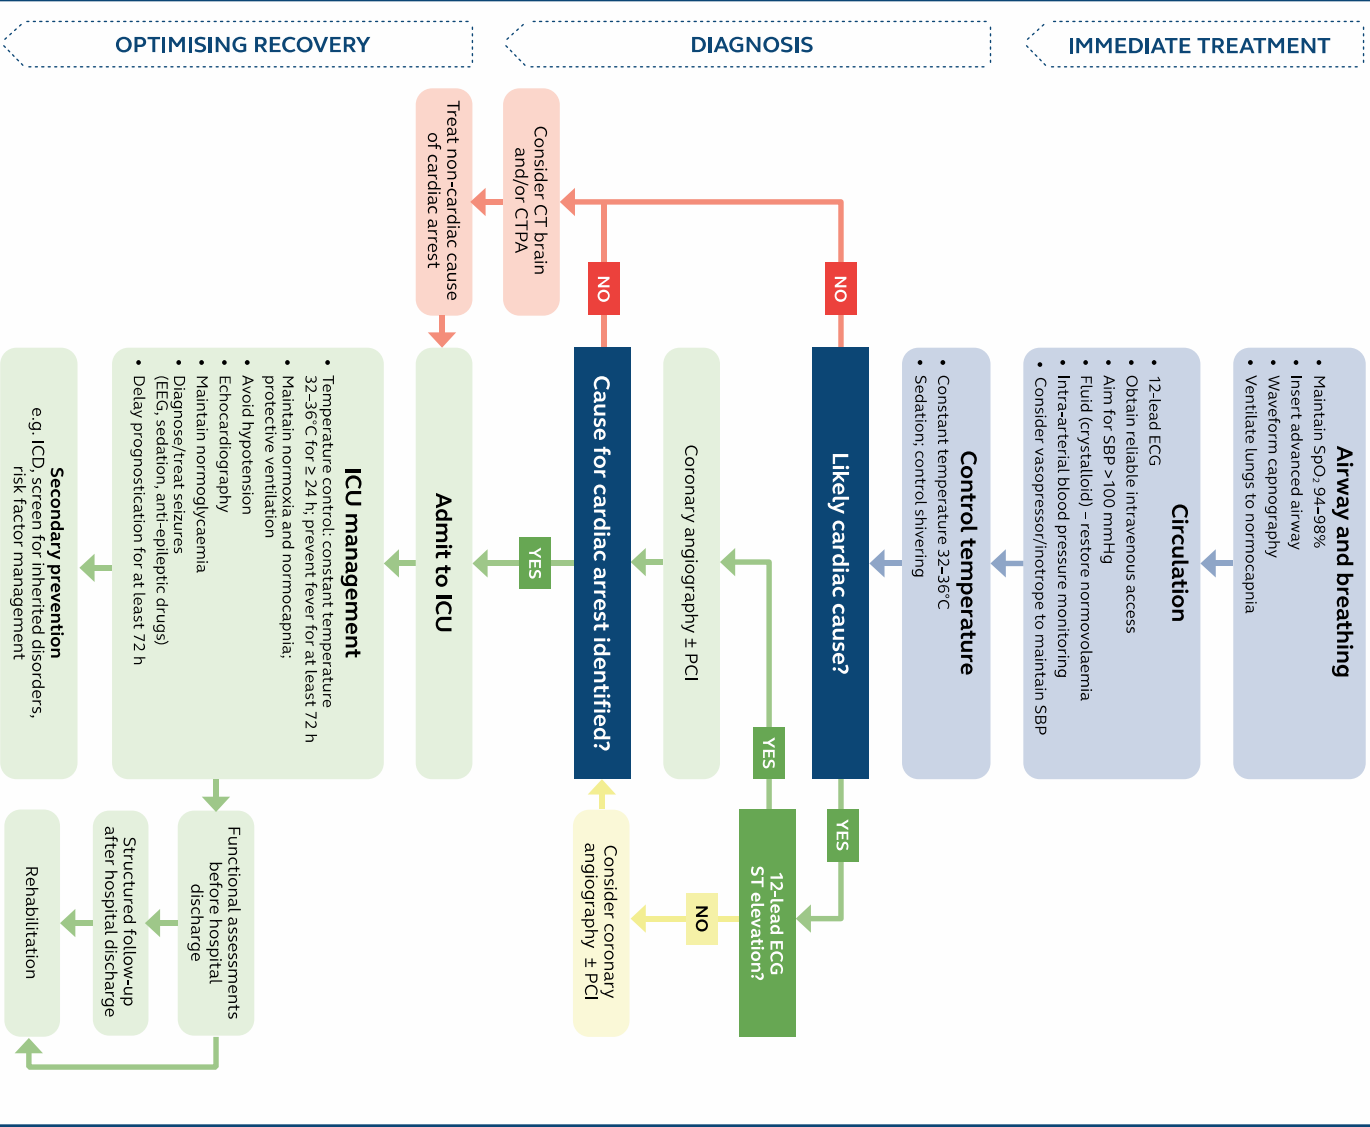 IMMEDIATE TREATMENT
Airway and breathing
• Maintain SpO₂ 94–98%
• Insert advanced airway
• Waveform capnography
• Ventilate lungs to normocapnia
Circulation
• 12-lead ECG
• Obtain reliable intravenous access
• Aim for SBP >100 mmHg
• Fluid (crystalloid) – restore normovolaemia
• Intra-arterial blood pressure monitoring
• Consider vasopressor/inotrope to maintain SBP
Control temperature
• Constant temperature 32–36°C
• Sedation; control shivering
DIAGNOSIS
Likely cardiac cause?
NO
YES
12-lead ECG
ST elevation?
YES
NO
Coronary angiography ± PCI
Consider coronary
angiography ± PCI
Cause for cardiac arrest identified?
NO
YES
Consider CT brain
and/or CTPA
Treat non-cardiac cause
of cardiac arrest
OPTIMISING RECOVERY
Admit to ICU
ICU management
• Temperature control: constant temperature
32–36°C for ≥ 24 h; prevent fever for at least 72 h
• Maintain normoxia and normocapnia;
protective ventilation
• Avoid hypotension
• Echocardiography
• Maintain normoglycaemia
• Diagnose/treat seizures
(EEG, sedation, anti-epileptic drugs)
• Delay prognostication for at least 72 h
Secondary prevention
e.g. ICD, screen for inherited disorders,
risk factor management
Functional assessments
before hospital
discharge
Structured follow-up
after hospital discharge
Rehabilitation